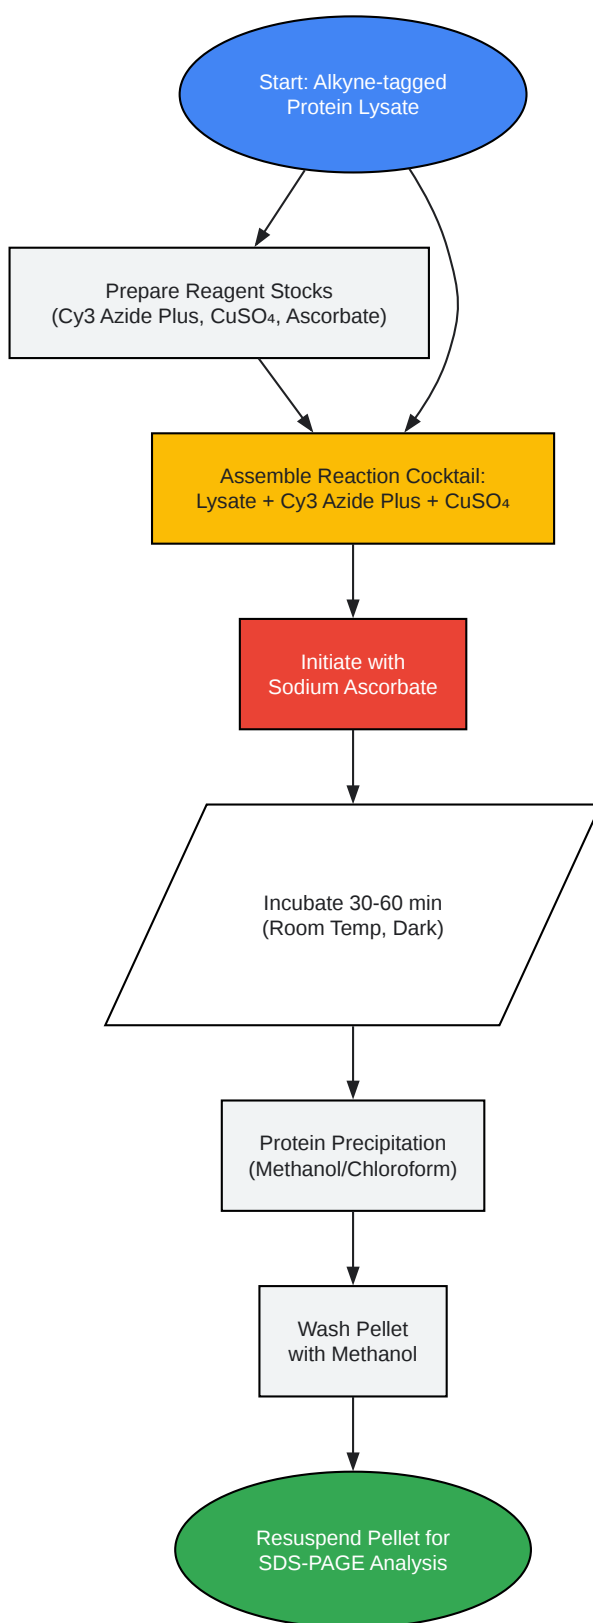 Start: Alkyne-tagged
Protein Lysate
Prepare Reagent Stocks
(Cy3 Azide Plus, CuSO₄, Ascorbate)
Assemble Reaction Cocktail:
Lysate + Cy3 Azide Plus + CuSO₄
Initiate with
Sodium Ascorbate
Incubate 30-60 min
(Room Temp, Dark)
Protein Precipitation
(Methanol/Chloroform)
Wash Pellet
with Methanol
Resuspend Pellet for
SDS-PAGE Analysis